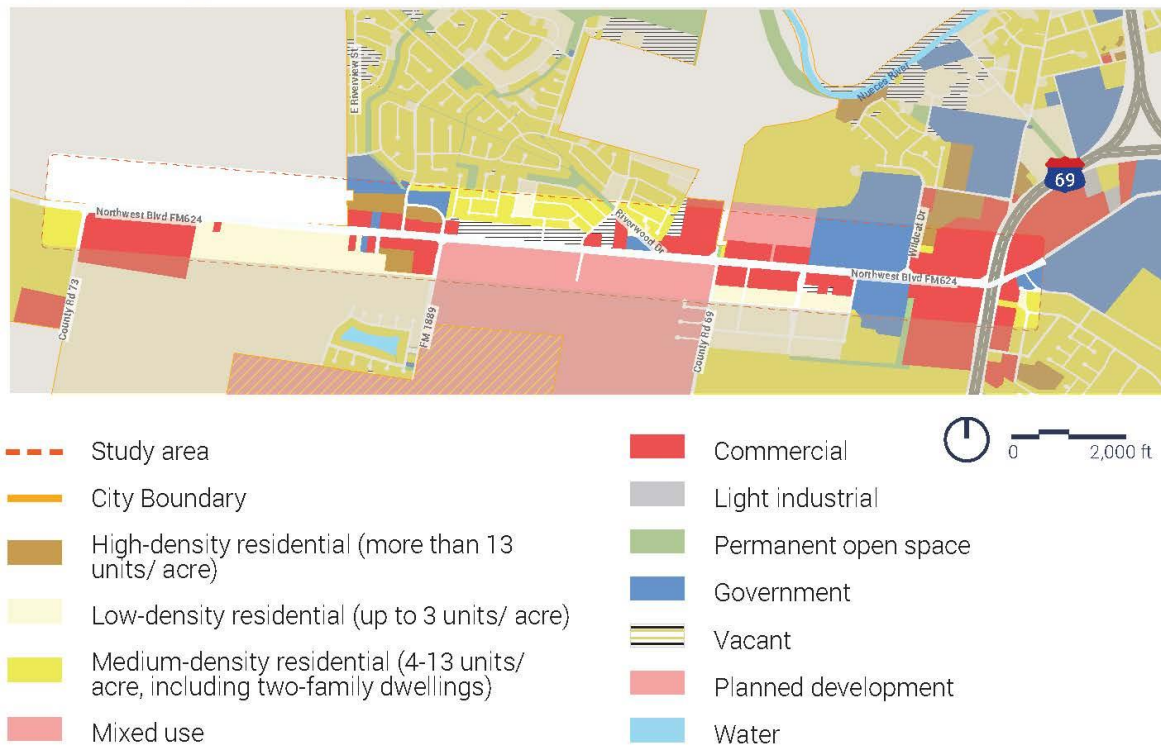 E Riverview St
Nueces River
69
Northwest Blvd FM624
Riverwood Dr
Wildcat Dr
Northwest Blvd FM624
County Rd 73
FM 1889
County Rd 69
Study area
City Boundary
High-density residential (more than 13
units/ acre)
Low-density residential (up to 3 units/ acre)
Medium-density residential (4-13 units/
acre, including two-family dwellings)
Mixed use
Commercial
Light industrial
Permanent open space
Government
Vacant
Planned development
Water
0 2,000 ft